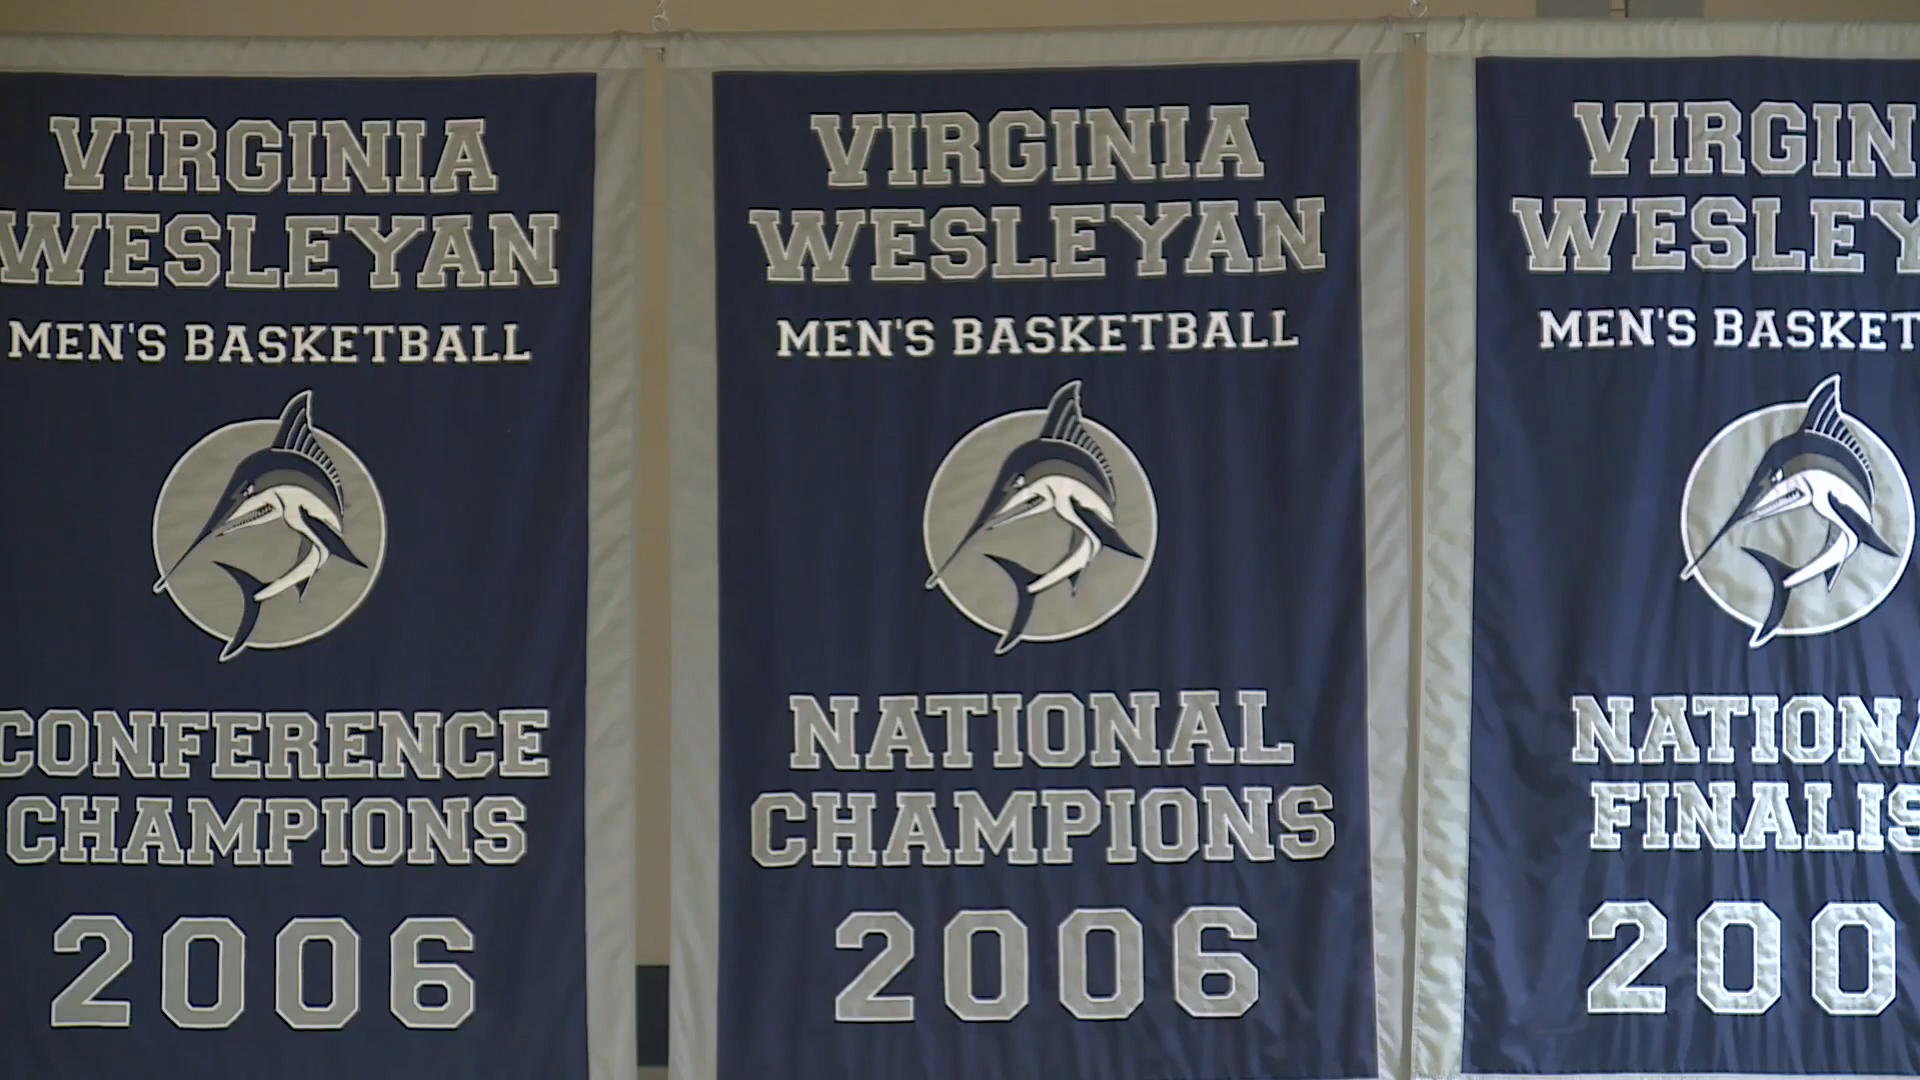 VIRGINIA
WESLEYAN
MEN'S BASKETBALL
CONFERENCE
CHAMPIONS
2006
VIRGINIA
WESLEYAN
MEN'S BASKETBALL
NATIONAL
CHAMPIONS
2006
VIRGIN
WESLEY
MEN'S BASKET
NATIONA
FINALIS
200